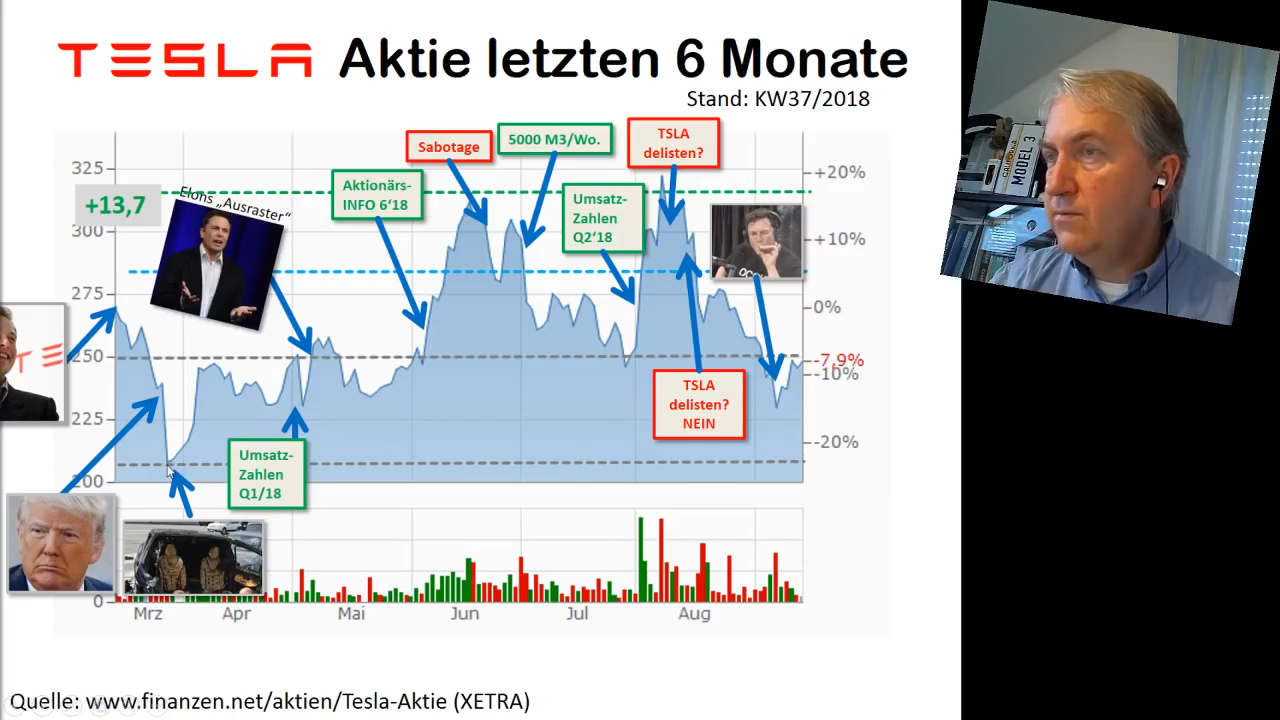 TESLA Aktie letzten 6 Monate
Stand: KW37/2018
Sabotage
5000 M3/Wo.
TSLA
delisten?
325
+20%
Aktionärs-
INFO 6'18
+13,7
Elons „Ausraster“
Umsatz-
Zahlen
Q2'18
300
+10%
275
0%
250
-7,9%
-10%
TSLA
delisten?
NEIN
225
-20%
Umsatz-
Zahlen
Q1/18
200
0
Mrz
Apr
Mai
Jun
Jul
Aug
Quelle: www.finanzen.net/aktien/Tesla-Aktie (XETRA)
CALIFORNIA
MODEL 3